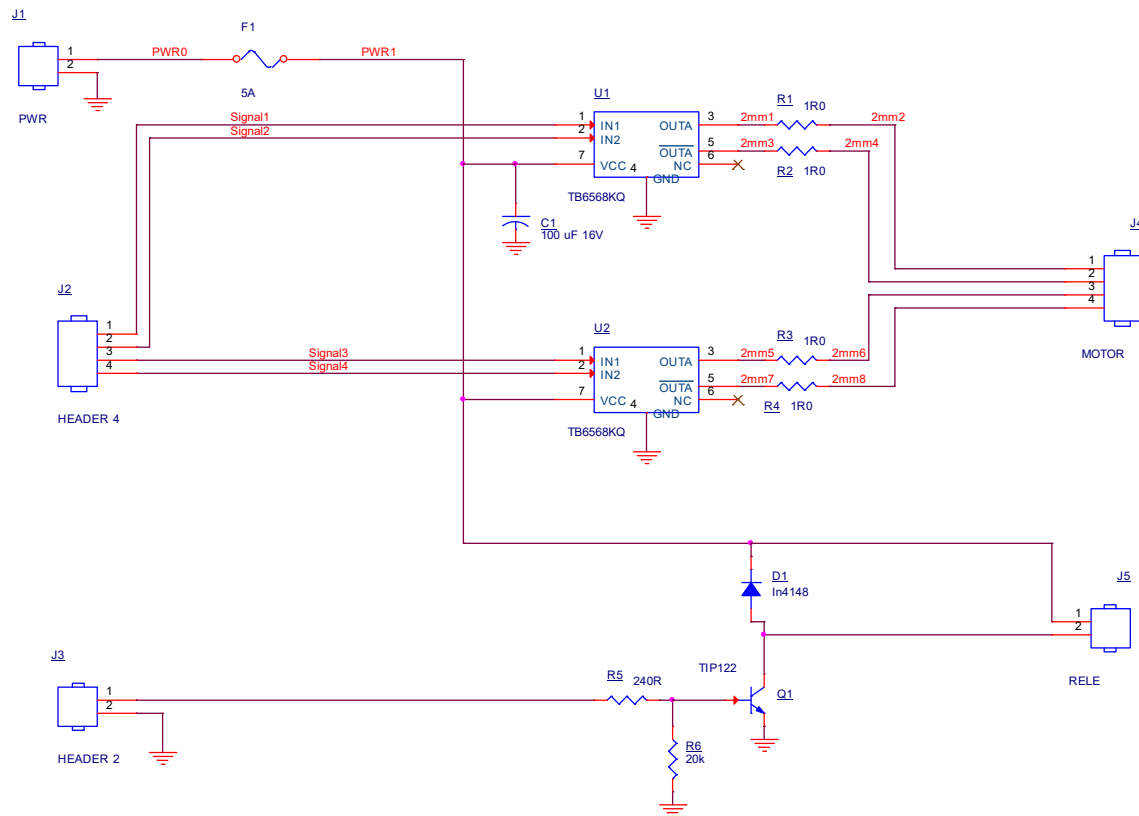 J1
F1
1
2
PWR0
PWR1
5A
PWR
U1
R1 1R0
Signal1
Signal2
1
2
7
IN1
IN2
VCC
4
GND
OUTA
OUTA
NC
3
5
6
2mm1
2mm2
2mm3
2mm4
R2 1R0
TB6568KQ
C1
100 uF 16V
J4
1
2
3
4
MOTOR
J2
1
2
3
4
HEADER 4
U2
R3 1R0
Signal3
Signal4
1
2
7
IN1
IN2
VCC
4
GND
OUTA
OUTA
NC
3
5
6
2mm5
2mm6
2mm7
2mm8
R4 1R0
TB6568KQ
D1
In4148
J5
1
2
RELE
J3
1
2
HEADER 2
R5 240R
TIP122
Q1
R6
20k